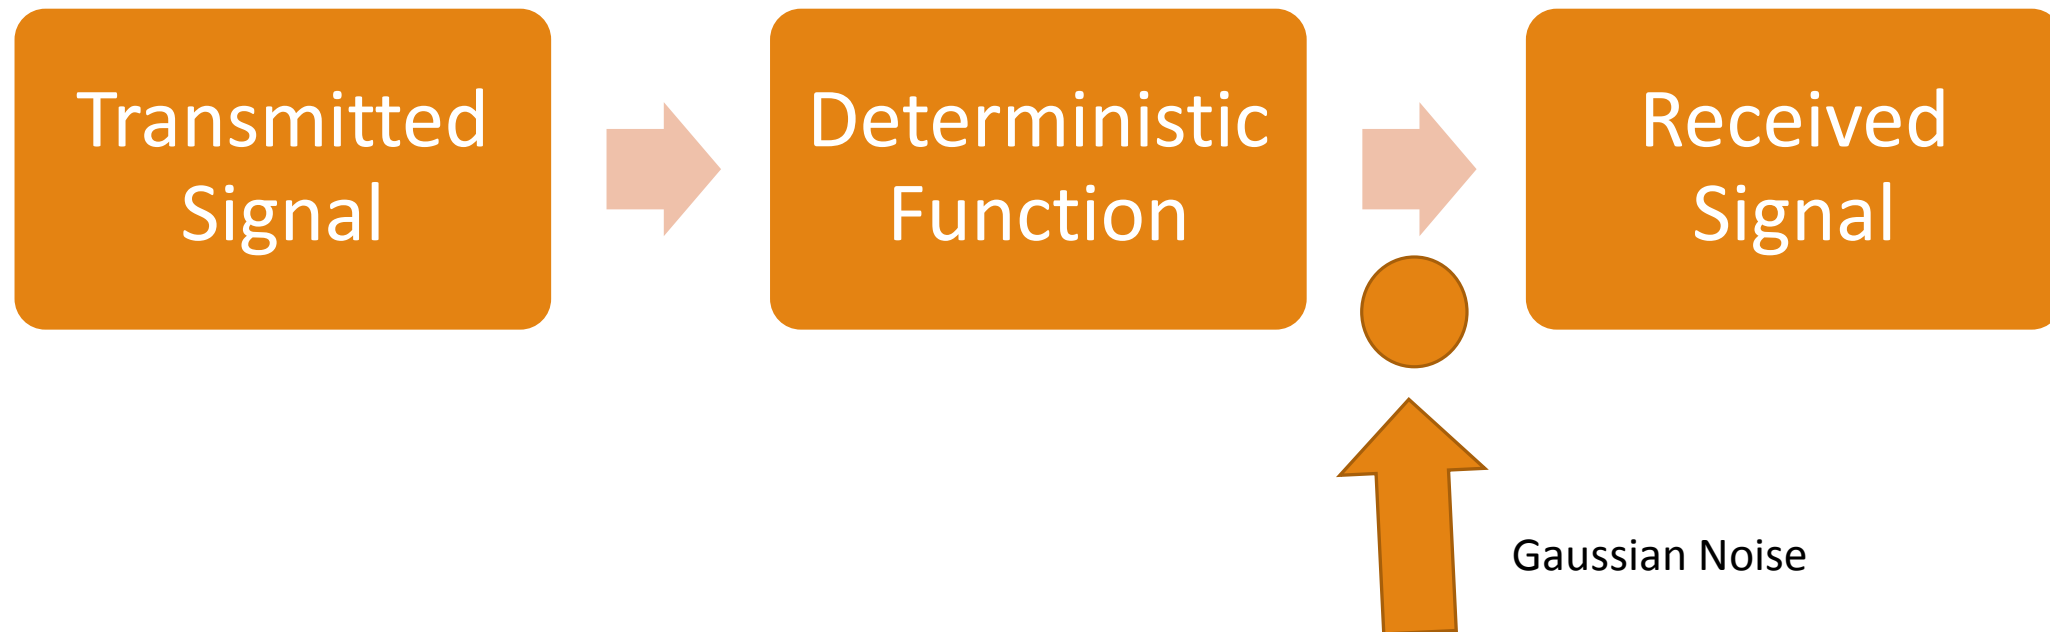 Transmitted
Signal
Deterministic
Function
Received
Signal
Gaussian Noise